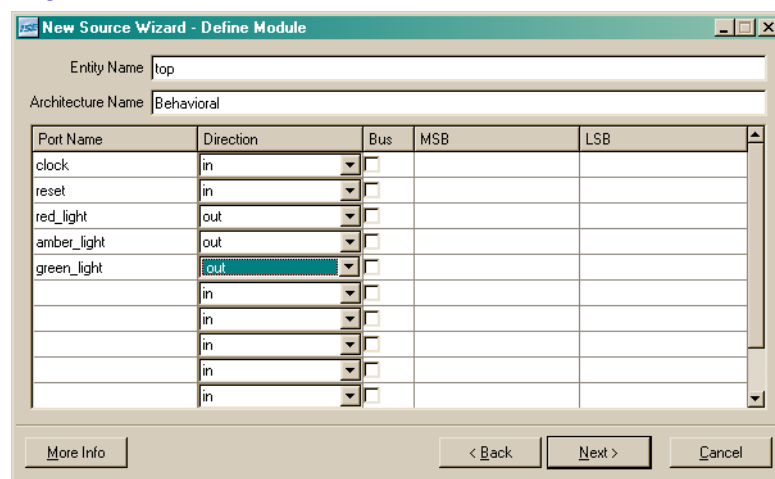 ISE New Source Wizard - Define Module
Entity Name top
Architecture Name Behavioral
Port Name Direction Bus MSB LSB
clock in
reset in
red_light out
amber_light out
green_light out
in
in
in
in
in
More Info < Back Next > Cancel